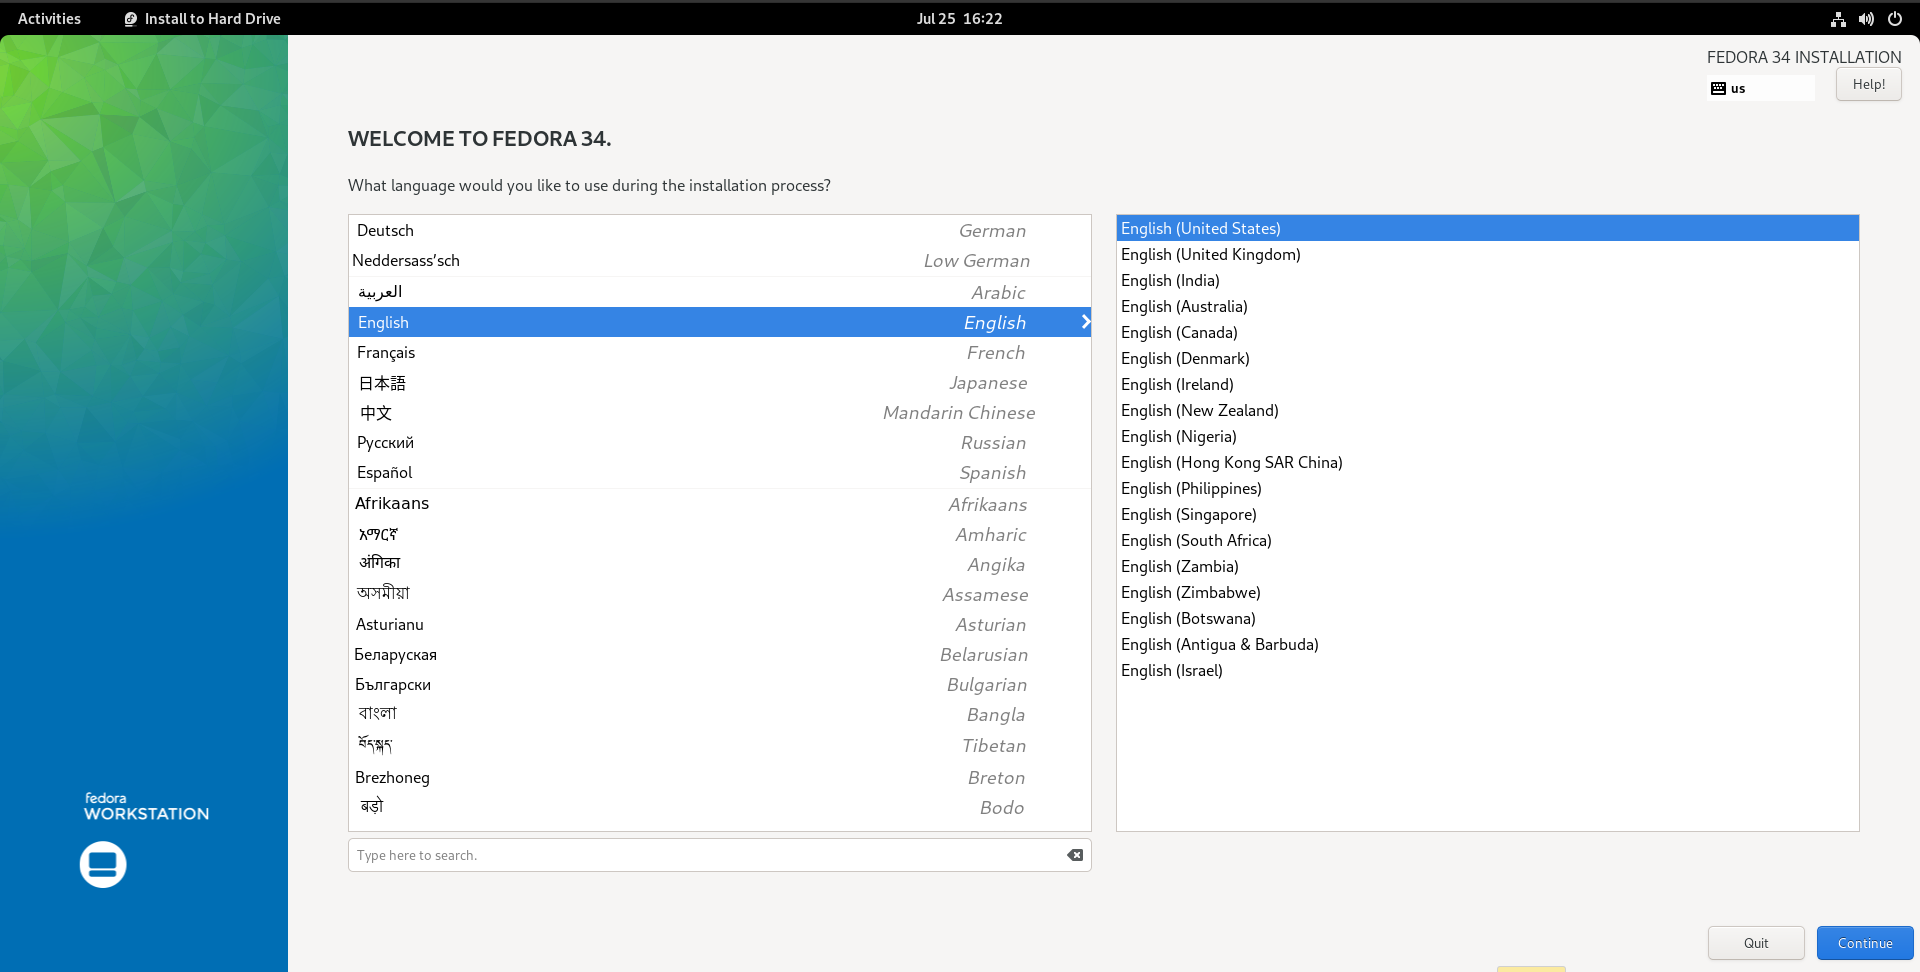 Activities Install to Hard Drive Jul 25 16:22
FEDORA 34 INSTALLATION
us Help!
WELCOME TO FEDORA 34.
What language would you like to use during the installation process?
Deutsch German
Neddersass’sch Low German
العربية Arabic
English English
Français French
日本語 Japanese
中文 Mandarin Chinese
Русский Russian
Español Spanish
Afrikaans Afrikaans
አማርኛ Amharic
अंगिका Angika
অসমীয়া Assamese
Asturianu Asturian
Беларуская Belarusian
Български Bulgarian
বাংলা Bangla
བོད་སྐད་ Tibetan
Brezhoneg Breton
बड़ो Bodo
Type here to search.
English (United States)
English (United Kingdom)
English (India)
English (Australia)
English (Canada)
English (Denmark)
English (Ireland)
English (New Zealand)
English (Nigeria)
English (Hong Kong SAR China)
English (Philippines)
English (Singapore)
English (South Africa)
English (Zambia)
English (Zimbabwe)
English (Botswana)
English (Antigua & Barbuda)
English (Israel)
fedora
WORKSTATION
Quit Continue